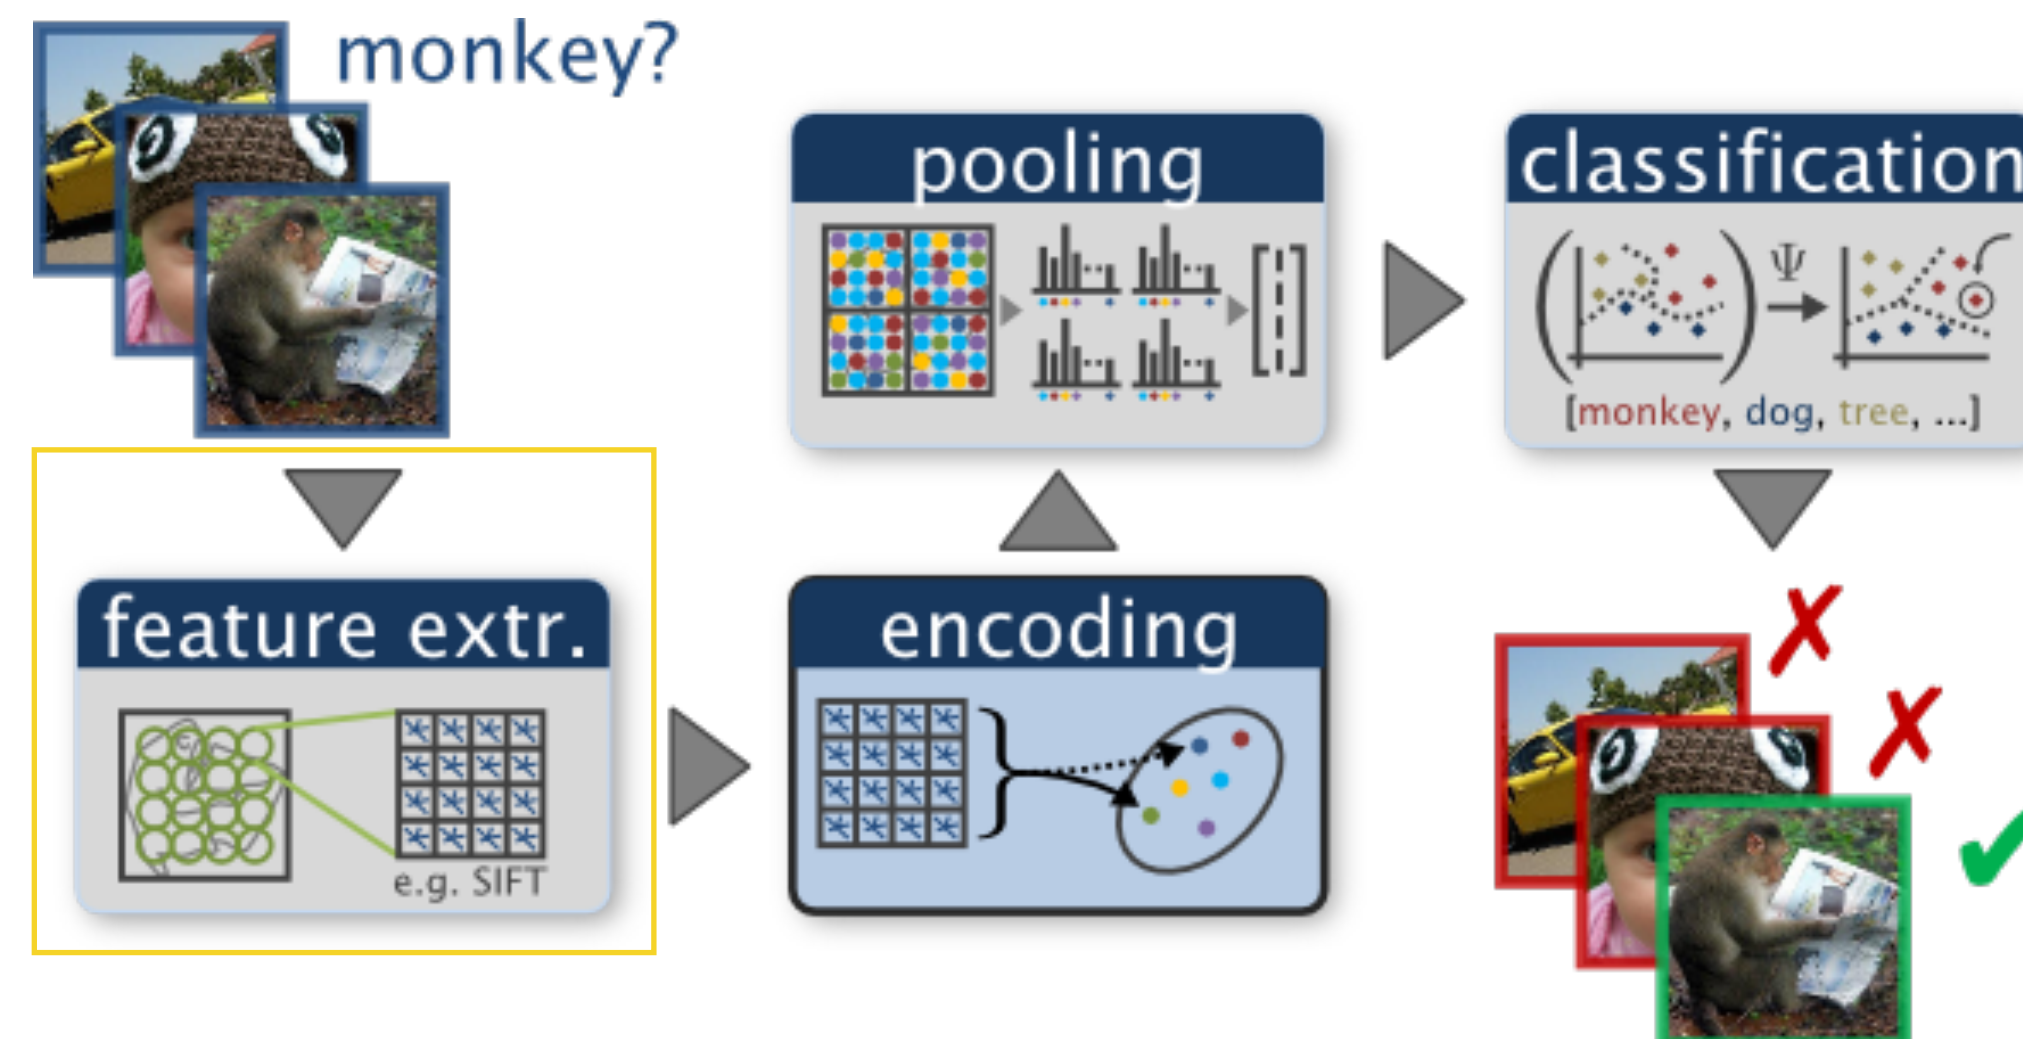 monkey?
feature extr.
e.g. SIFT
encoding
pooling
classification
Ψ
[monkey, dog, tree, ...]